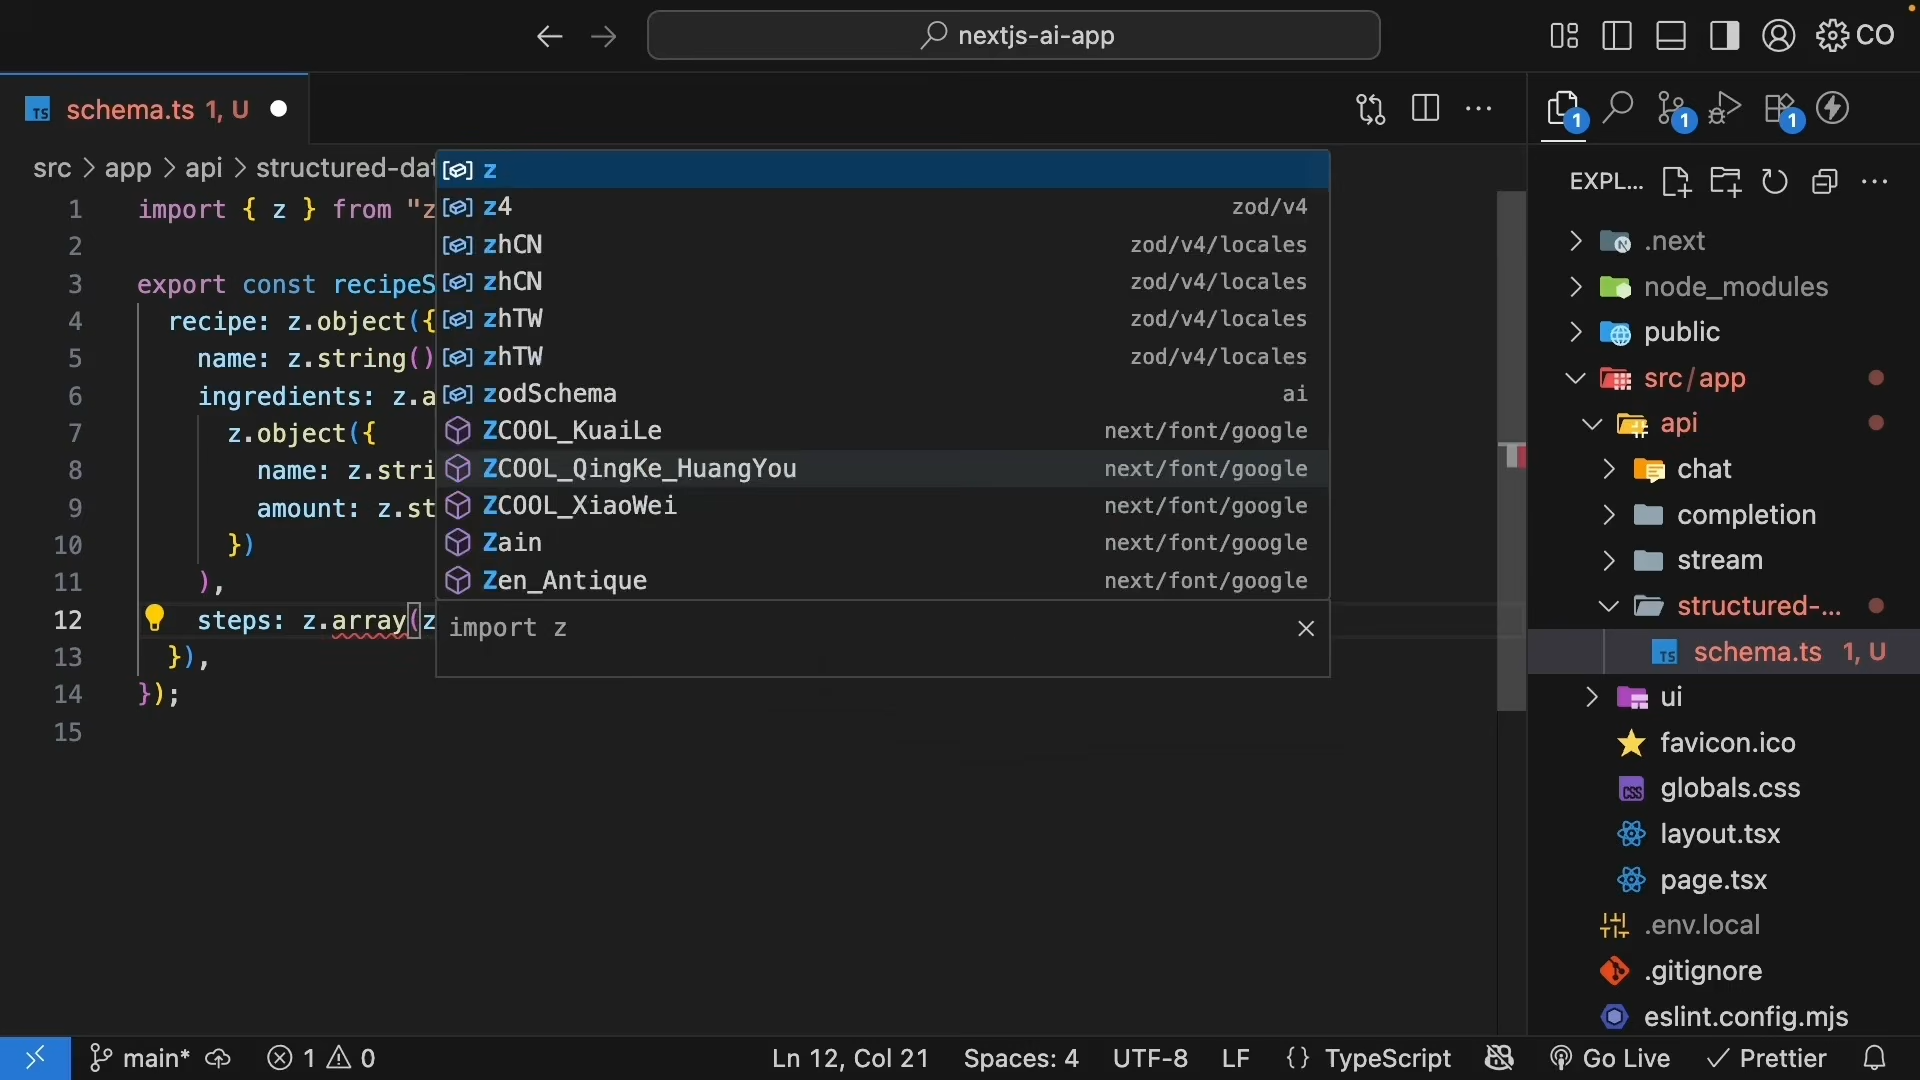 nextjs-ai-app
CO
TS schema.ts 1, U
src > app > api > structured-dat
1 import { z } from "z
2
3 export const recipeS
4 recipe: z.object({
5 name: z.string()
6 ingredients: z.a
7 z.object({
8 name: z.stri
9 amount: z.st
10 })
11 ),
12 steps: z.array(z
13 }),
14 });
15
z
z4 zod/v4
zhCN zod/v4/locales
zhCN zod/v4/locales
zhTW zod/v4/locales
zhTW zod/v4/locales
zodSchema ai
ZCOOL_KuaiLe next/font/google
ZCOOL_QingKe_HuangYou next/font/google
ZCOOL_XiaoWei next/font/google
Zain next/font/google
Zen_Antique next/font/google
import z
1 1 1
EXPL...
.next
node_modules
public
src/app
api
chat
completion
stream
structured-...
TS schema.ts 1, U
ui
favicon.ico
CSS globals.css
layout.tsx
page.tsx
.env.local
.gitignore
eslint.config.mjs
main* 1 0 Ln 12, Col 21 Spaces: 4 UTF-8 LF {} TypeScript Go Live Prettier